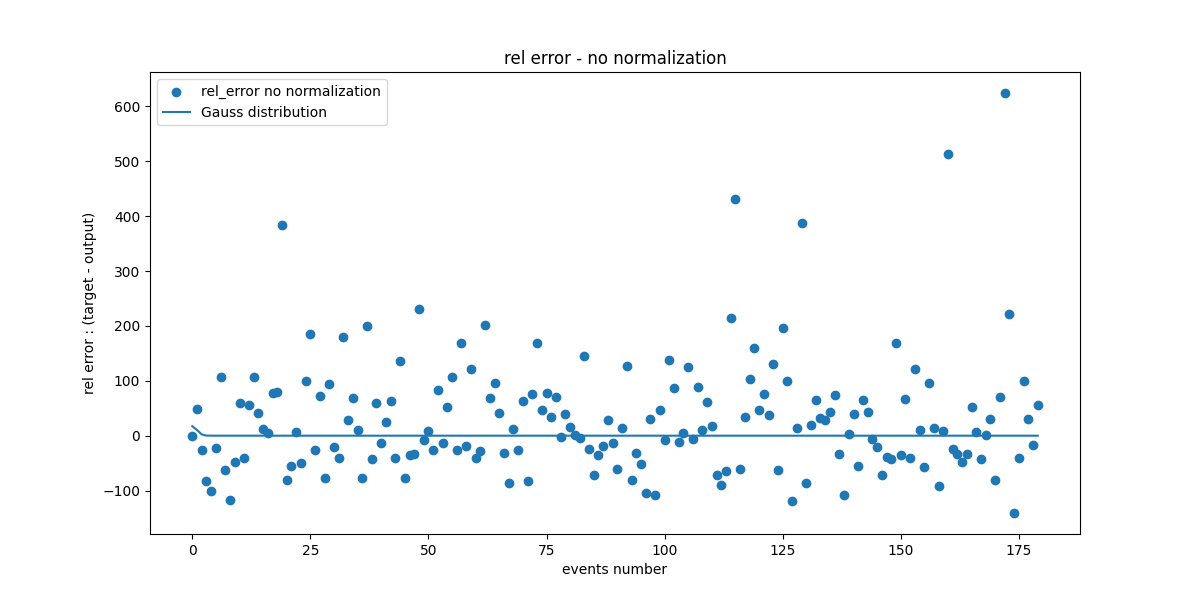 rel error - no normalization
rel_error no normalization
Gauss distribution
600
500
400
300
200
100
0
−100
rel error : (target - output)
0 25 50 75 100 125 150 175
events number